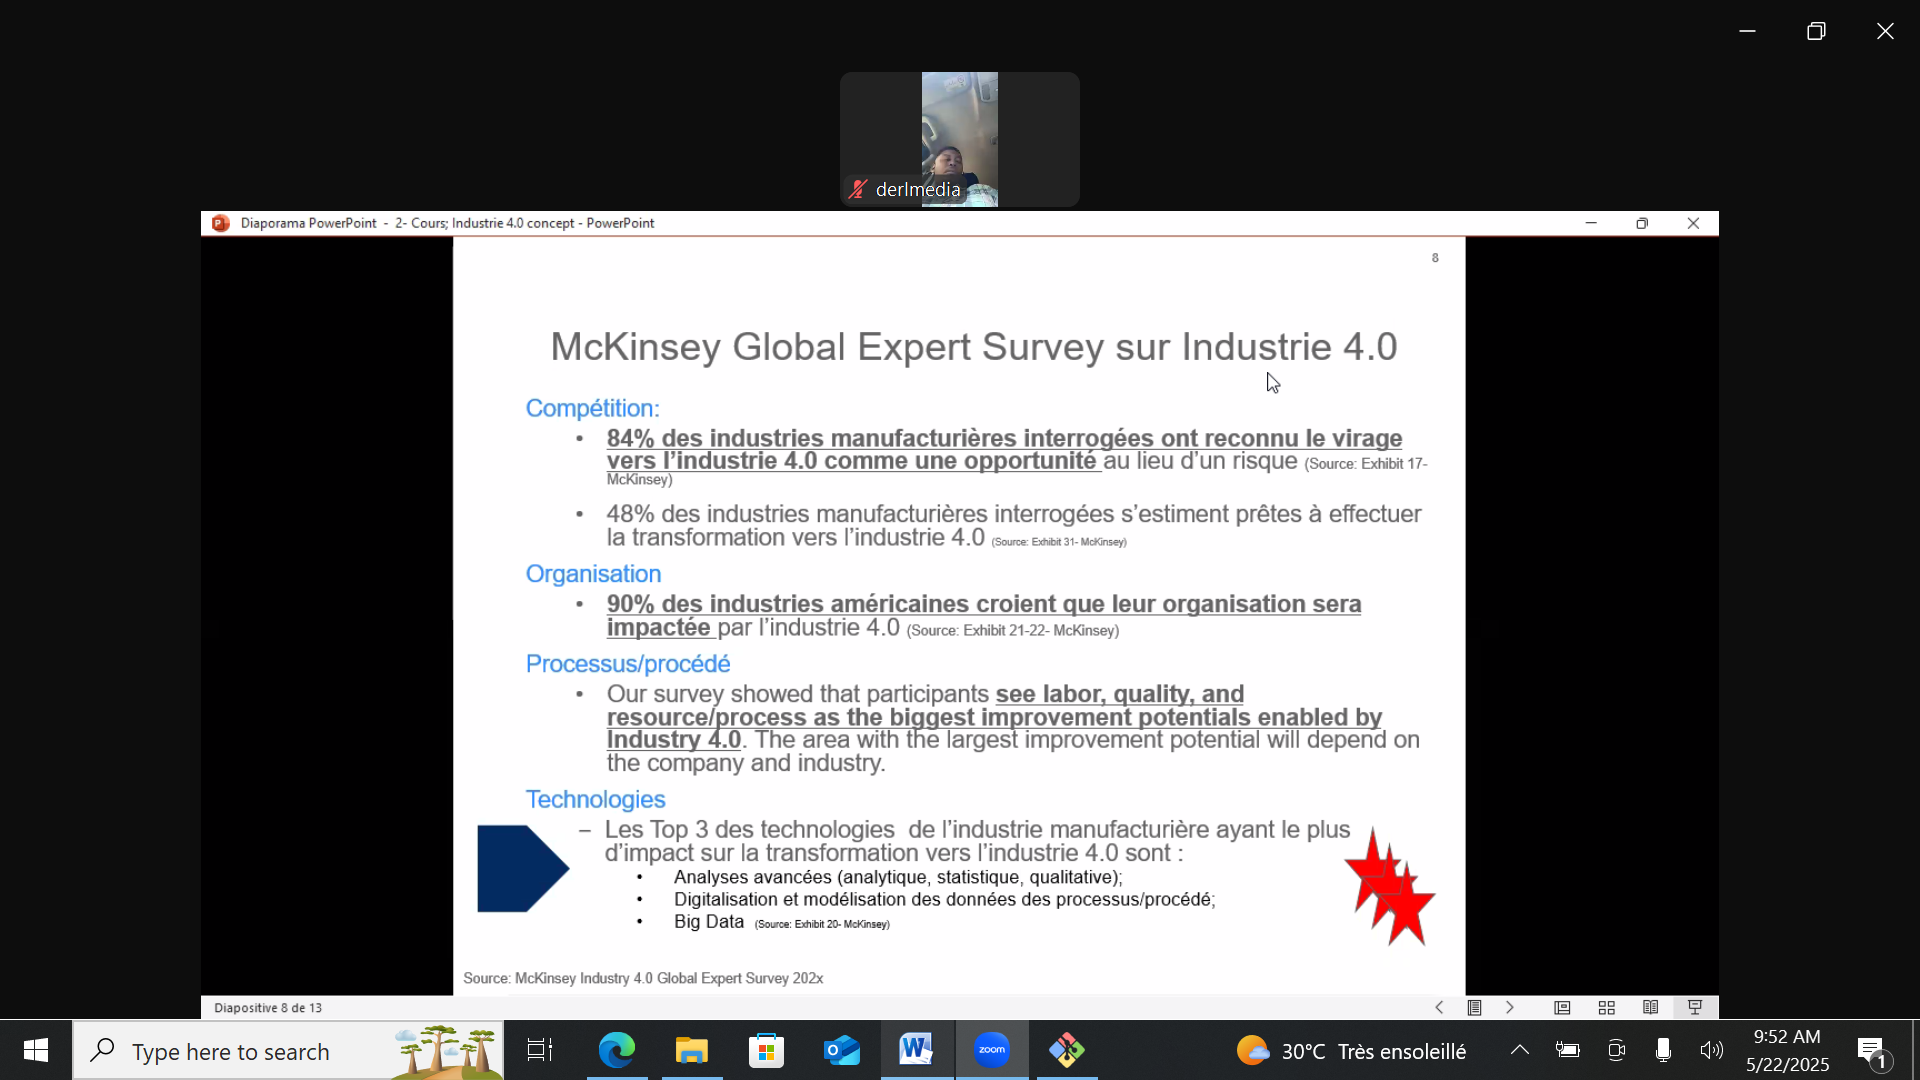 derlmedia
Diaporama PowerPoint - 2- Cours; Industrie 4.0 concept - PowerPoint
8
McKinsey Global Expert Survey sur Industrie 4.0
Compétition:
• 84% des industries manufacturières interrogées ont reconnu le virage
vers l'industrie 4.0 comme une opportunité au lieu d'un risque (Source: Exhibit 17-
McKinsey)
• 48% des industries manufacturières interrogées s'estiment prêtes à effectuer
la transformation vers l'industrie 4.0 (Source: Exhibit 31- McKinsey)
Organisation
• 90% des industries américaines croient que leur organisation sera
impactée par l'industrie 4.0 (Source: Exhibit 21-22- McKinsey)
Processus/procédé
• Our survey showed that participants see labor, quality, and
resource/process as the biggest improvement potentials enabled by
Industry 4.0. The area with the largest improvement potential will depend on
the company and industry.
Technologies
– Les Top 3 des technologies de l'industrie manufacturière ayant le plus
d'impact sur la transformation vers l'industrie 4.0 sont :
• Analyses avancées (analytique, statistique, qualitative);
• Digitalisation et modélisation des données des processus/procédé;
• Big Data (Source: Exhibit 20- McKinsey)
Source: McKinsey Industry 4.0 Global Expert Survey 202x
Diapositive 8 de 13
Type here to search
zoom
30°C Très ensoleillé
9:52 AM
5/22/2025
1